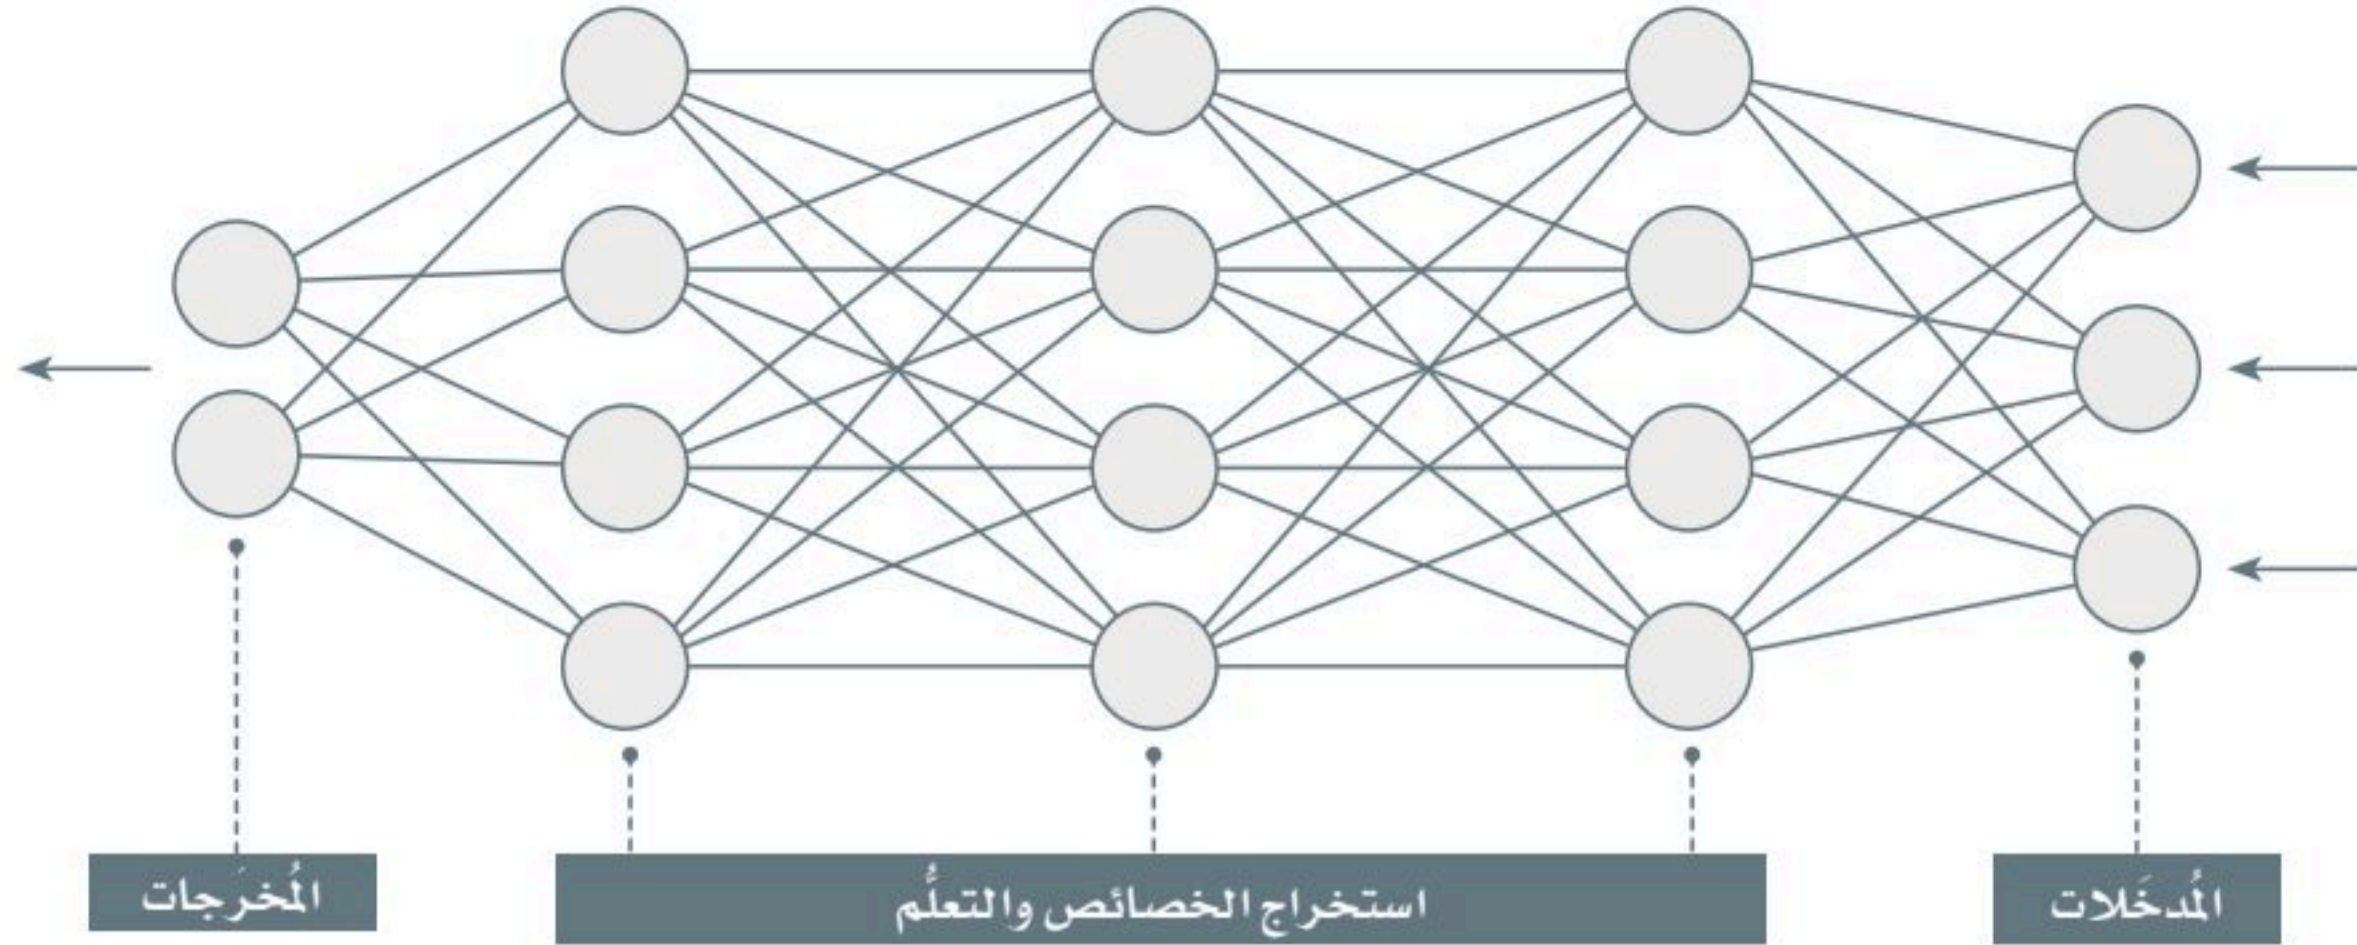 المُدخَلات
استخراج الخصائص والتعلُّم
المُخرَجات